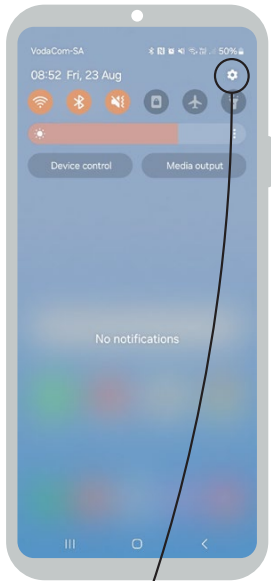 VodaCom-SA 50%
08:52 Fri, 23 Aug
Device control Media output
No notifications